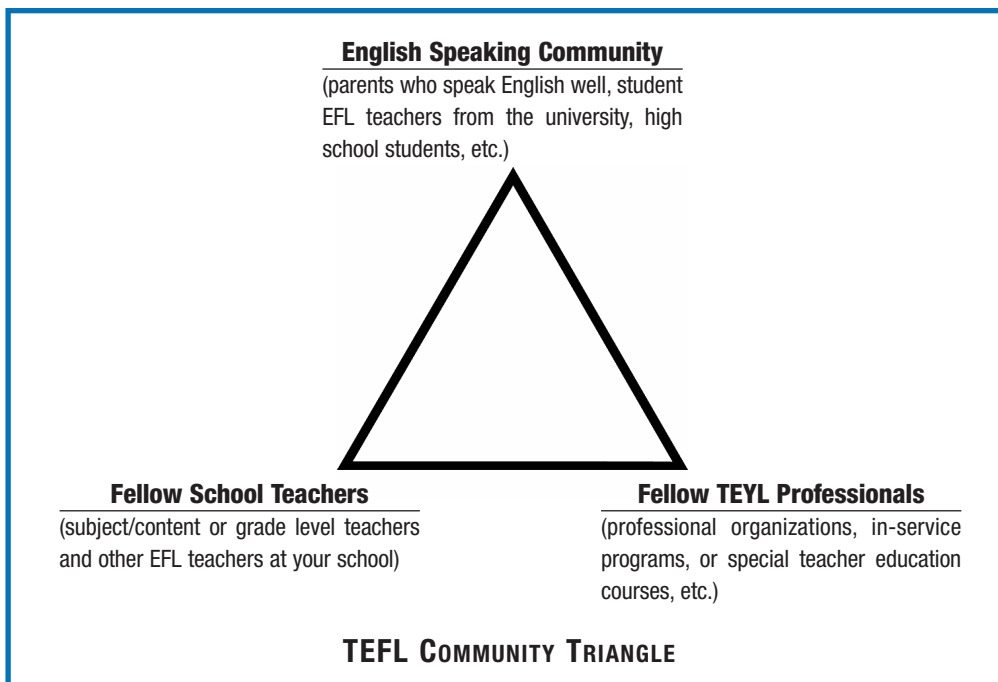 English Speaking Community
(parents who speak English well, student
EFL teachers from the university, high
school students, etc.)
Fellow School Teachers
(subject/content or grade level teachers
and other EFL teachers at your school)
Fellow TEYL Professionals
(professional organizations, in-service
programs, or special teacher education
courses, etc.)
TEFL COMMUNITY TRIANGLE